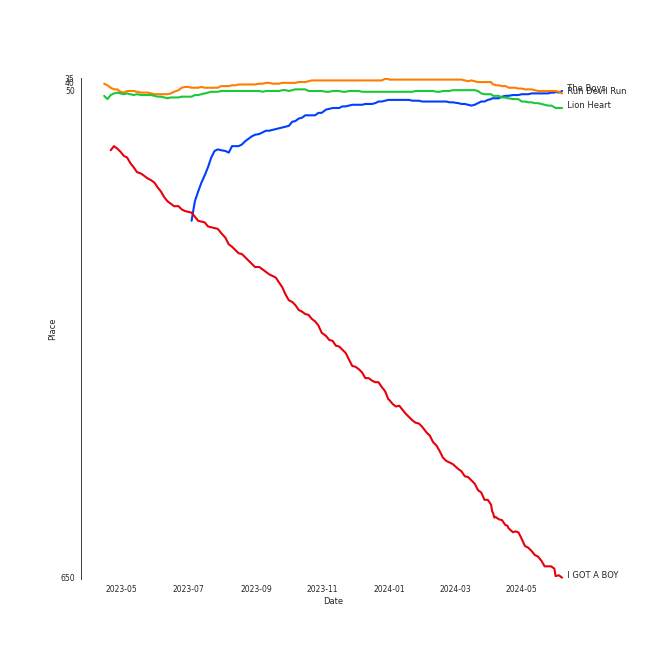 35
40
50
650
Place
2023-05
2023-07
2023-09
2023-11
2024-01
2024-03
2024-05
Date
The Boys
Run Devil Run
Lion Heart
I GOT A BOY